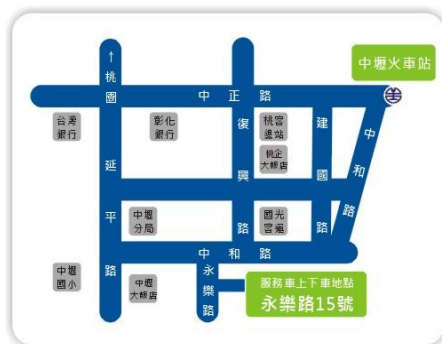 中壢火車站
↑桃園
中正路
台灣
銀行
彰化
銀行
復興路
桃客
總站
建國路
中和路
桃企
大飯店
延平路
中壢
分局
國光
客運
中和路
中壢
國小
中壢
大飯店
永樂路
服務車上下車地點
永樂路15號